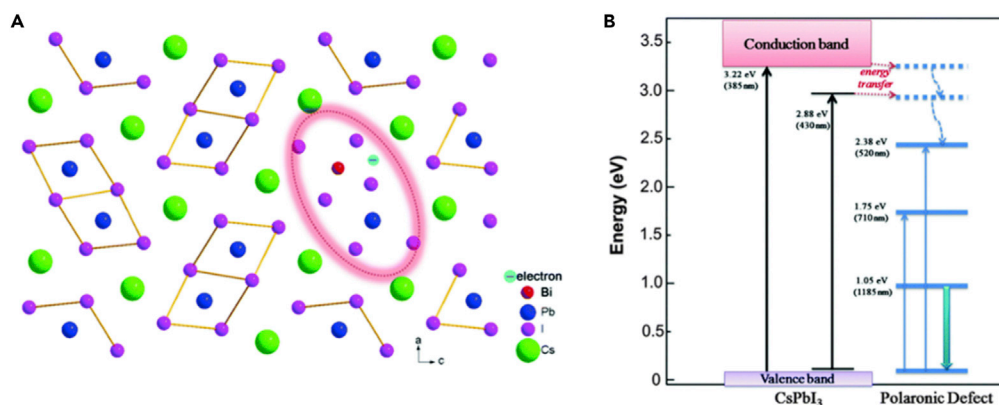 A
electron
Bi
Pb
I
Cs
a
c
B
Energy (eV)
3.5
3.0
2.5
2.0
1.5
1.0
0.5
0
Conduction band
3.22 eV
(385nm)
energy
transfer
2.88 eV
(430nm)
2.38 eV
(520nm)
1.75 eV
(710nm)
1.05 eV
(1185nm)
Valence band
CsPbI₃
Polaronic Defect